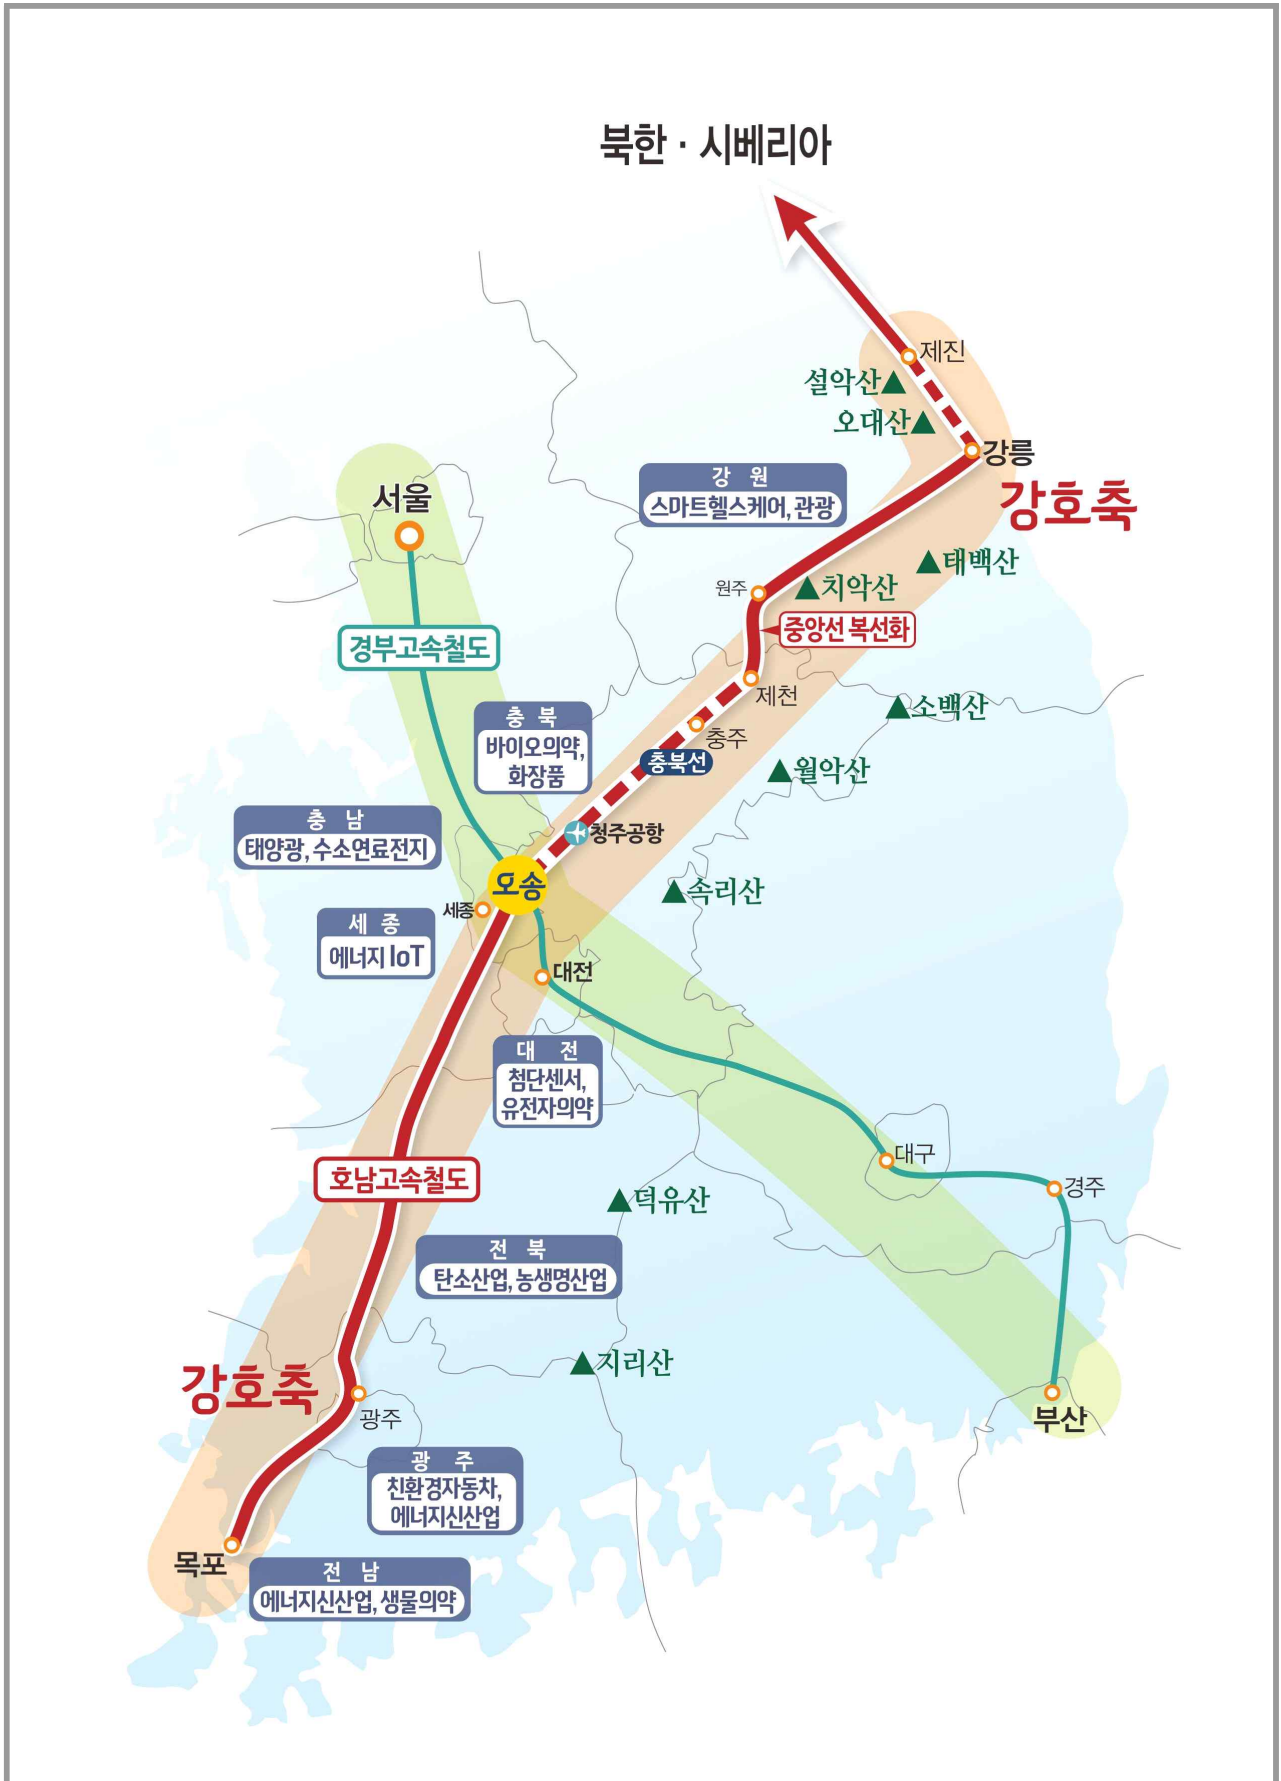 북한 · 시베리아
제진
설악산
오대산
강릉
강호축
강 원
스마트헬스케어, 관광
서울
태백산
치악산
원주
중앙선 복선화
경부고속철도
제천
소백산
충 북
바이오의약,
화장품
충주
충북선
월악산
충 남
태양광, 수소연료전지
청주공항
오송
속리산
세종
세 종
에너지 IoT
대전
대 전
첨단센서,
유전자의약
대구
경주
호남고속철도
덕유산
전 북
탄소산업, 농생명산업
지리산
강호축
광주
부산
광 주
친환경자동차,
에너지신산업
목포
전 남
에너지신산업, 생물의약